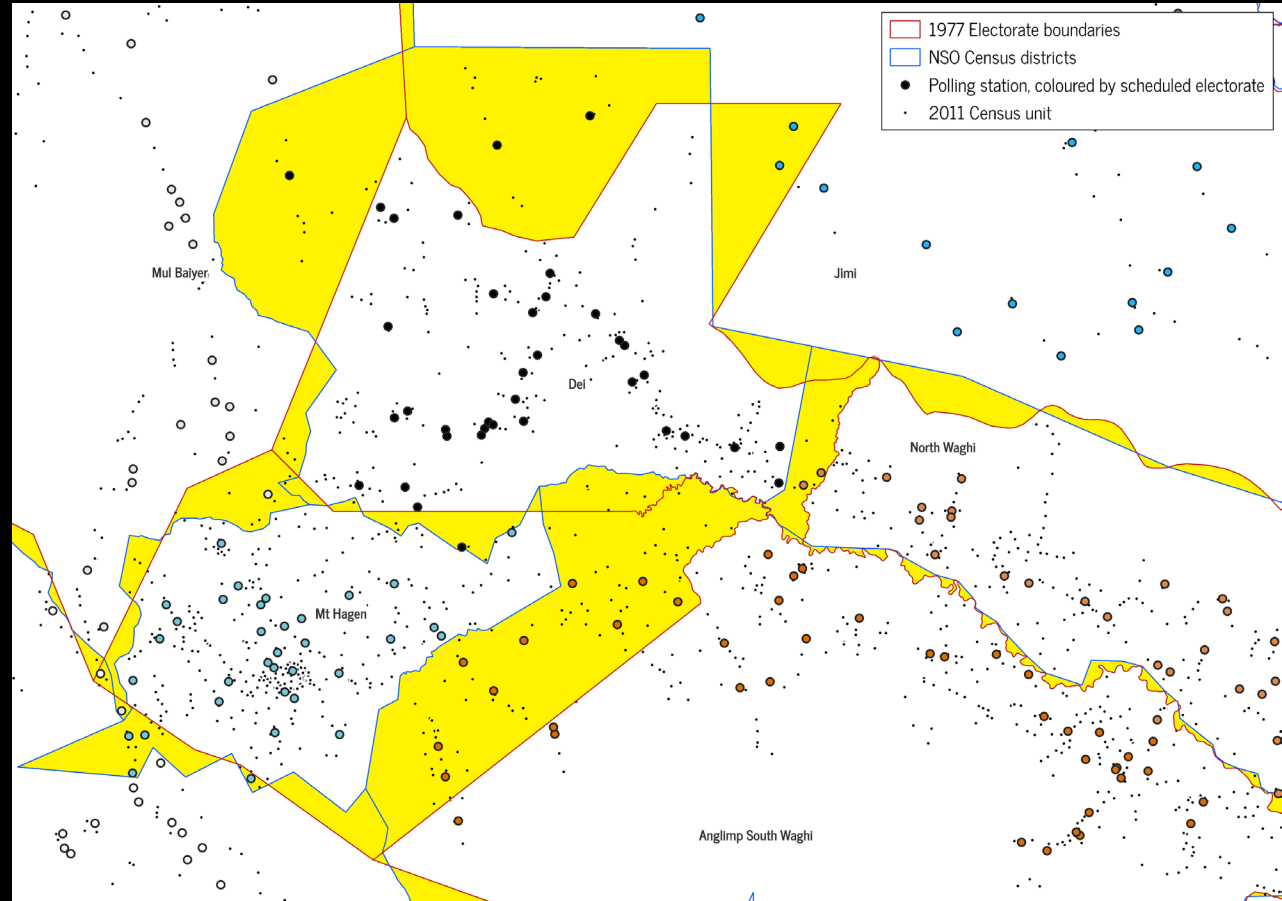 1977 Electorate boundaries
NSO Census districts
Polling station, coloured by scheduled electorate
2011 Census unit
Mul Baiyer
Jimi
Dei
North Waghi
Mt Hagen
Anglimp South Waghi